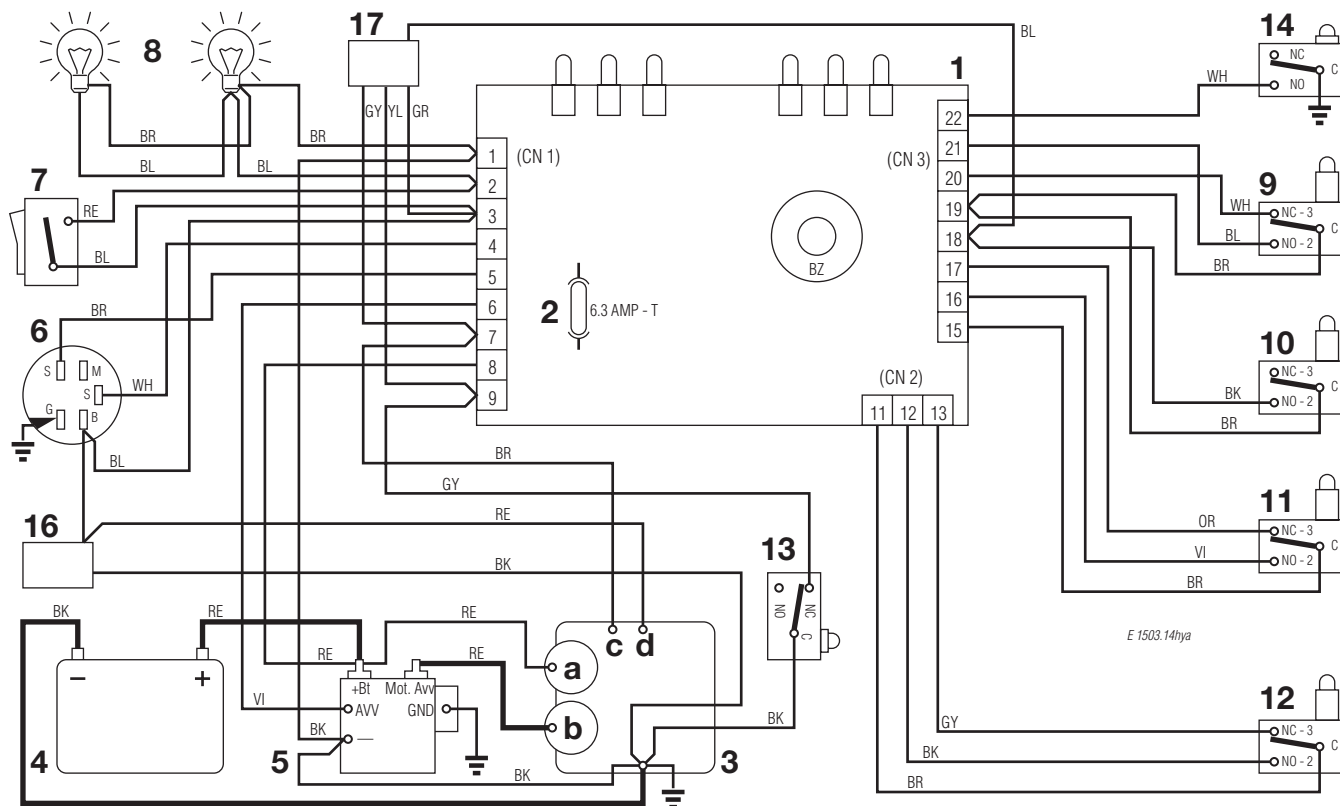 8
17
1
14
BL
NC
C
NO
WH
GY YL GR
BR
BR
BL
BL
1 (CN 1)
2
3
4
5
6
7
8
9
(CN 3)
22
21
20
19
18
17
16
15
BZ
2 6.3 AMP - T
(CN 2)
11 12 13
7
RE
BL
9
WH
NC - 3
C
BL
NO - 2
BR
BR
6
S
M
S
G
B
WH
BL
10
NC - 3
C
BK
NO - 2
BR
BR
GY
16
RE
BK
13
NO
NC
C
11
OR
NC - 3
C
VI
NO - 2
BR
E 1503.14hya
BK
RE
RE
RE
RE
c d
a
b
– +
4
VI
BK
+Bt Mot. Avv
AVV GND
—
5
BK
BK
3
12
GY
NC - 3
C
BK
NO - 2
BR